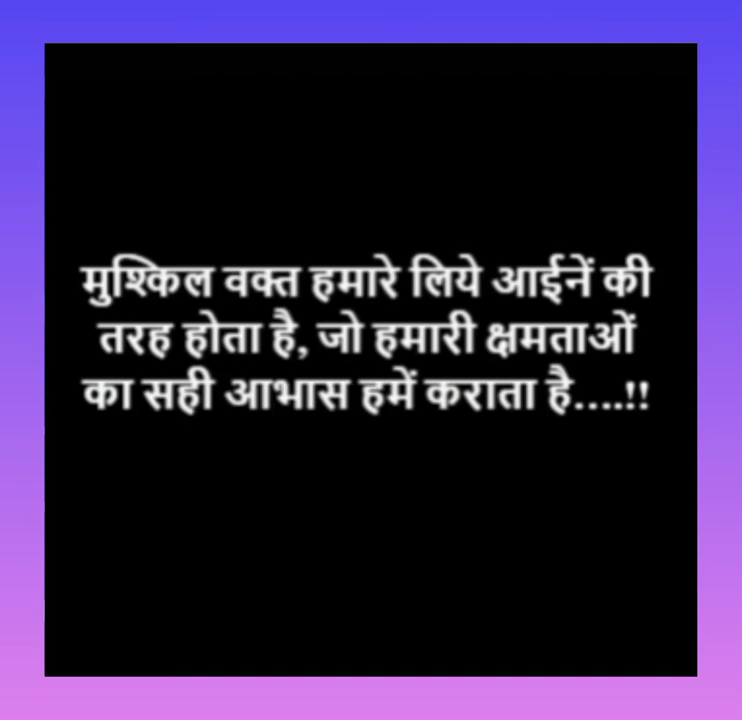 मुश्किल वक्त हमारे लिये आईनें की
तरह होता है, जो हमारी क्षमताओं
का सही आभास हमें कराता है....!!